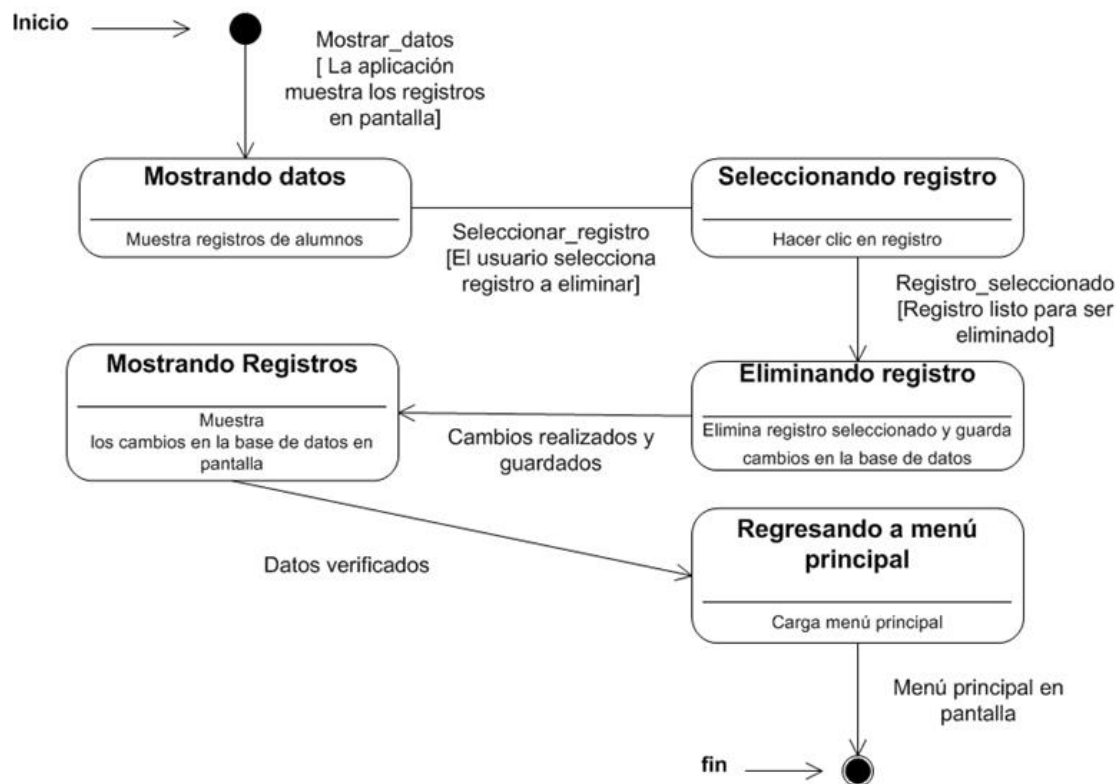 Inicio
Mostrar_datos
[ La aplicación
muestra los registros
en pantalla]
Mostrando datos
Muestra registros de alumnos
Seleccionar_registro
[El usuario selecciona
registro a eliminar]
Seleccionando registro
Hacer clic en registro
Registro_seleccionado
[Registro listo para ser
eliminado]
Eliminando registro
Elimina registro seleccionado y guarda
cambios en la base de datos
Cambios realizados y
guardados
Mostrando Registros
Muestra
los cambios en la base de datos en
pantalla
Datos verificados
Regresando a menú
principal
Carga menú principal
Menú principal en
pantalla
fin